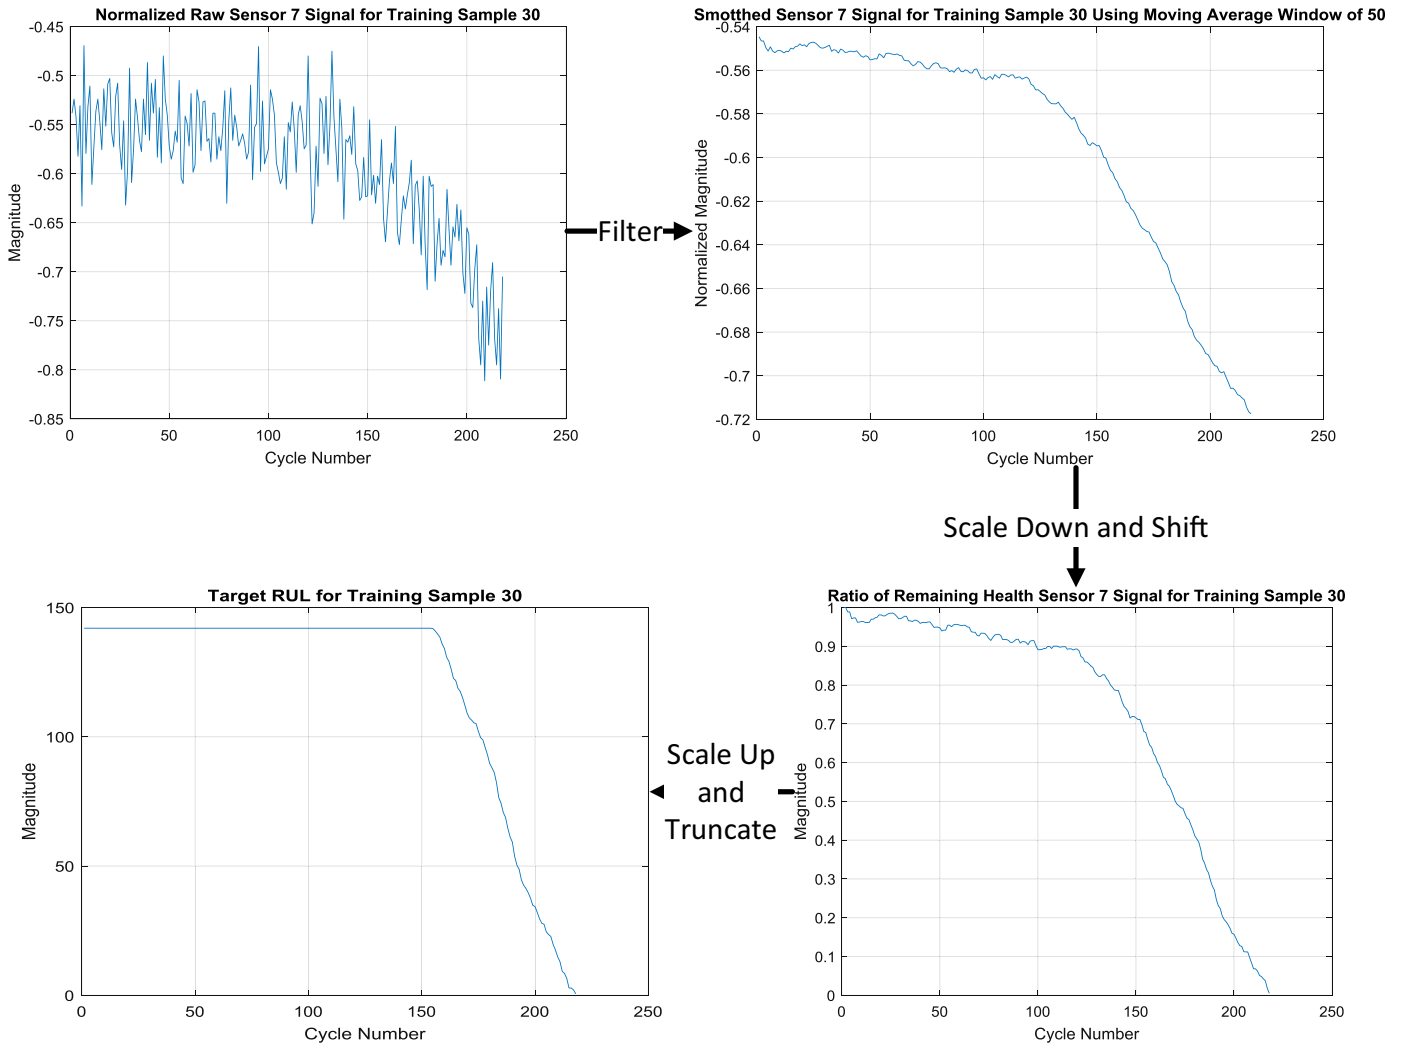 Normalized Raw Sensor 7 Signal for Training Sample 30
-0.45
-0.5
-0.55
-0.6
-0.65
-0.7
-0.75
-0.8
-0.85
Magnitude
0 50 100 150 200 250
Cycle Number
Filter
Smotthed Sensor 7 Signal for Training Sample 30 Using Moving Average Window of 50
-0.54
-0.56
-0.58
-0.6
-0.62
-0.64
-0.66
-0.68
-0.7
-0.72
Normalized Magnitude
0 50 100 150 200 250
Cycle Number
Scale Down and Shift
Ratio of Remaining Health Sensor 7 Signal for Training Sample 30
1
0.9
0.8
0.7
0.6
0.5
0.4
0.3
0.2
0.1
0
Magnitude
0 50 100 150 200 250
Cycle Number
Scale Up
and
Truncate
Target RUL for Training Sample 30
150
100
50
0
Magnitude
0 50 100 150 200 250
Cycle Number